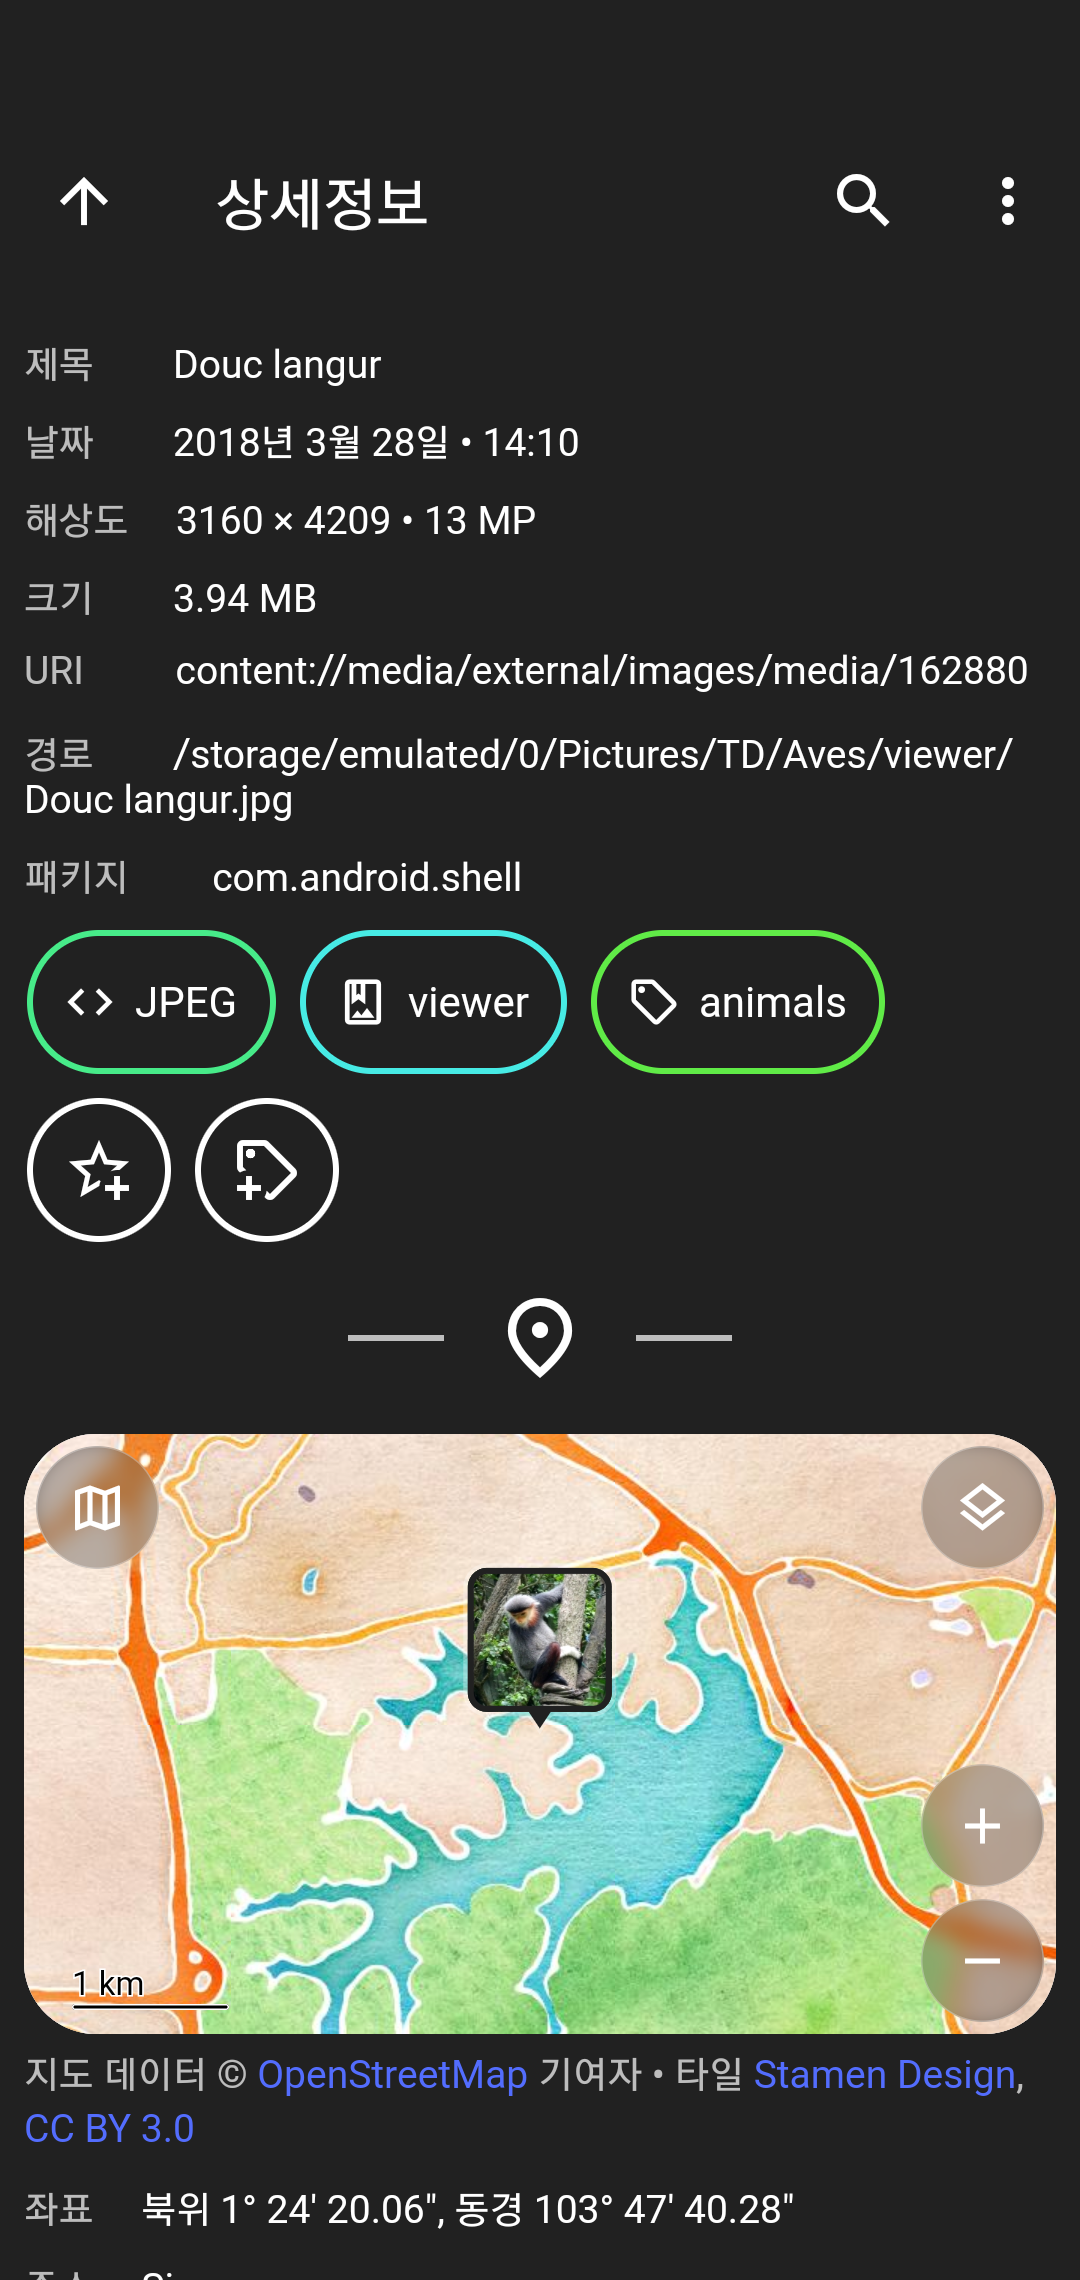 상세정보
제목 Douc langur
날짜 2018년 3월 28일 • 14:10
해상도 3160 × 4209 • 13 MP
크기 3.94 MB
URI content://media/external/images/media/162880
경로 /storage/emulated/0/Pictures/TD/Aves/viewer/
Douc langur.jpg
패키지 com.android.shell
JPEG viewer animals
1 km
지도 데이터 © OpenStreetMap 기여자 • 타일 Stamen Design,
CC BY 3.0
좌표 북위 1° 24' 20.06", 동경 103° 47' 40.28"